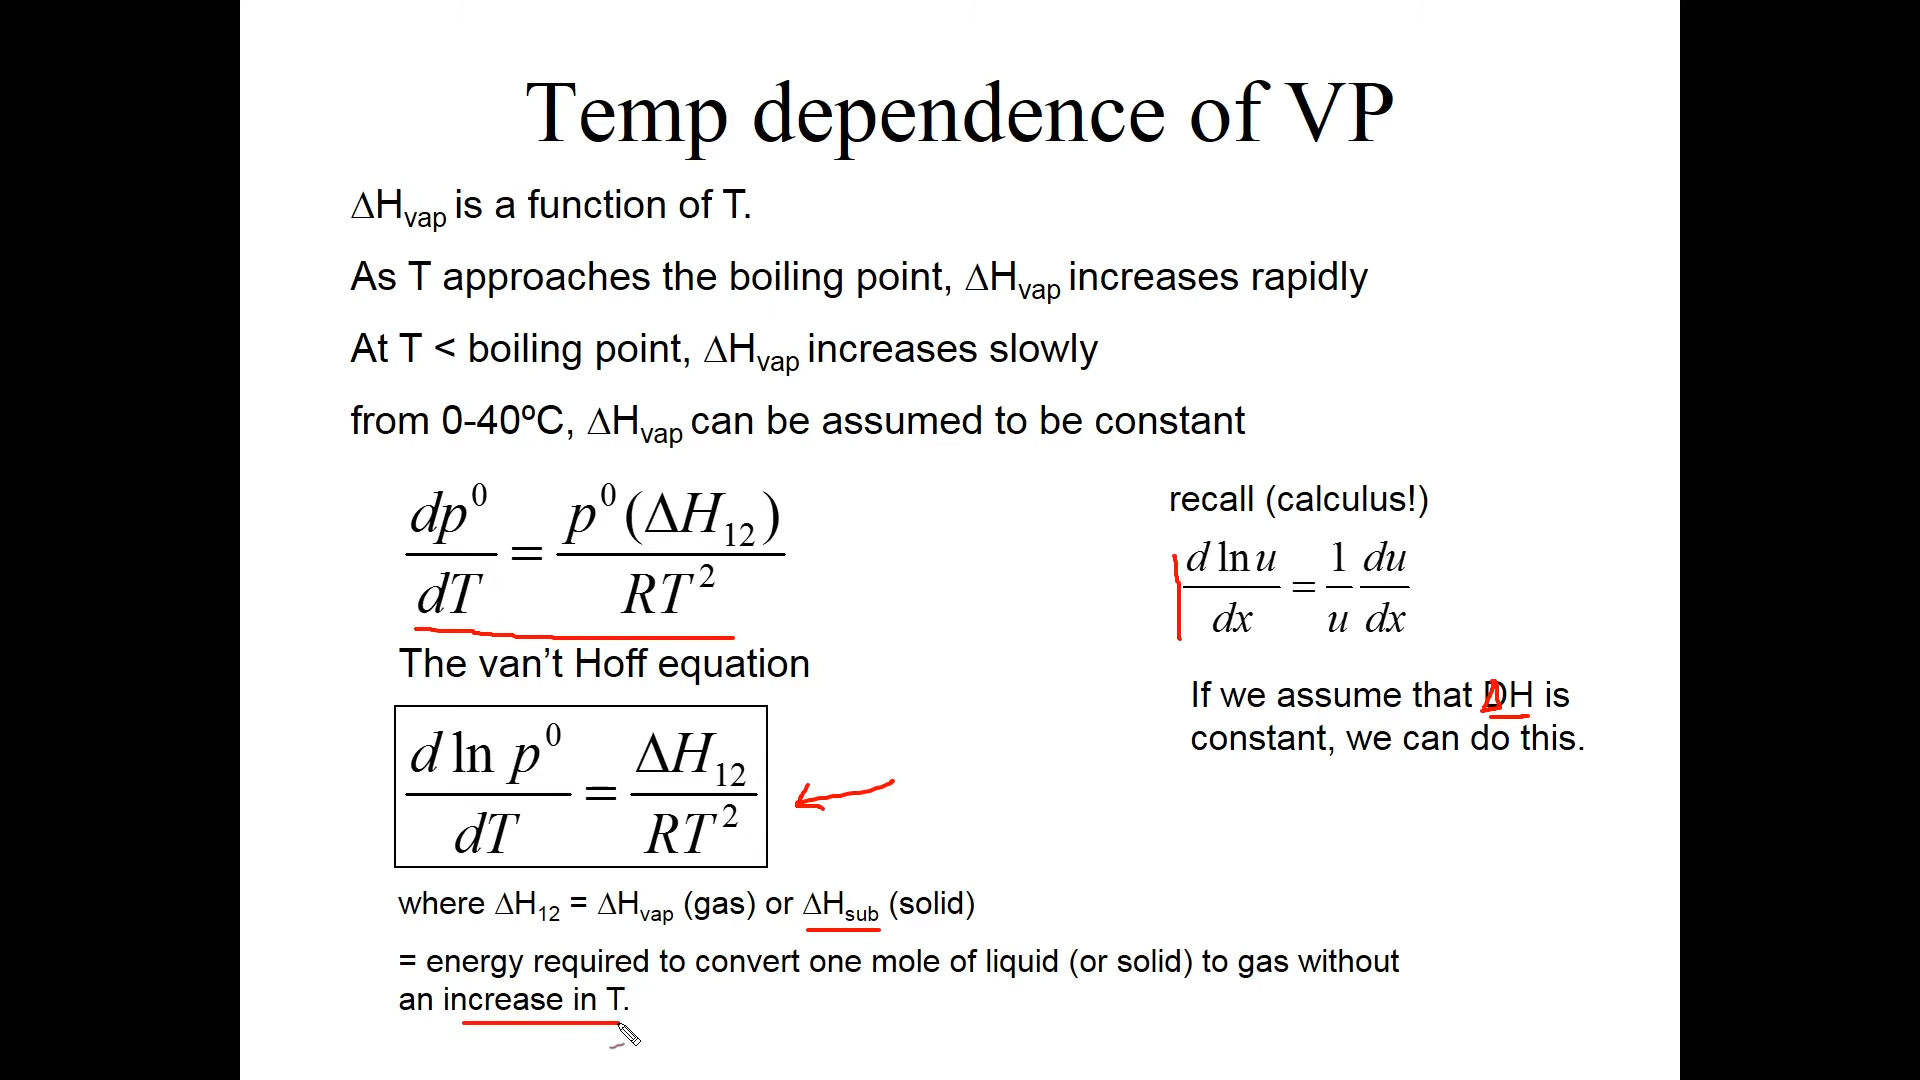 Temp dependence of VP
ΔHvap is a function of T.
As T approaches the boiling point, ΔHvap increases rapidly
At T < boiling point, ΔHvap increases slowly
from 0-40ºC, ΔHvap can be assumed to be constant
dp⁰/dT = p⁰(ΔH₁₂)/RT²
recall (calculus!)
d ln u/dx = 1/u du/dx
The van’t Hoff equation
If we assume that ΔH is
constant, we can do this.
d ln p⁰/dT = ΔH₁₂/RT²
where ΔH₁₂ = ΔHvap (gas) or ΔHsub (solid)
= energy required to convert one mole of liquid (or solid) to gas without
an increase in T.